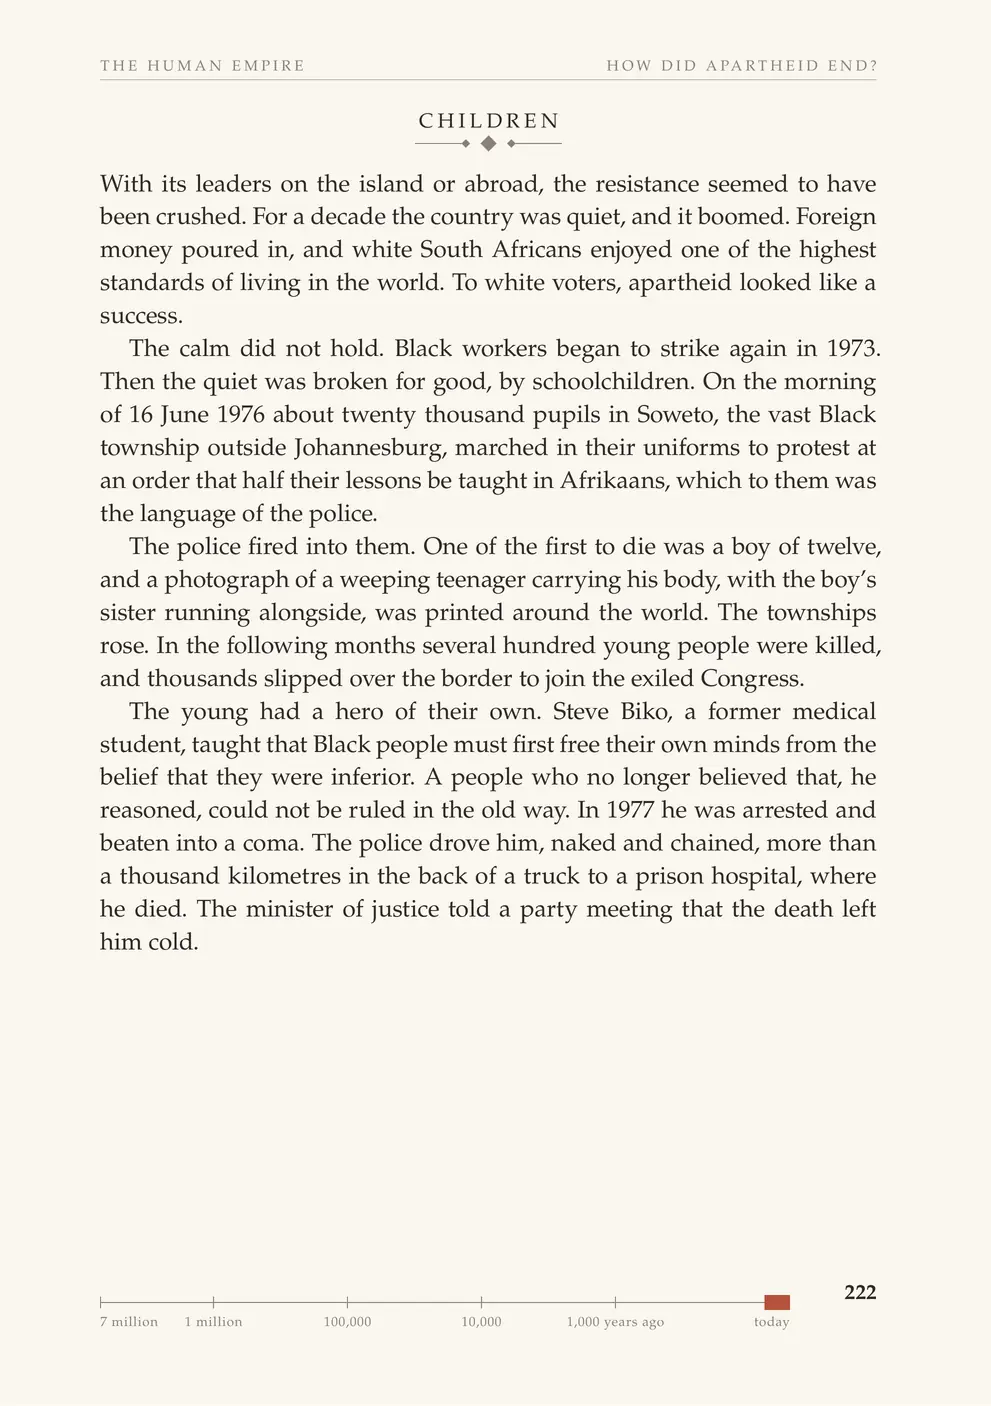 THE HUMAN EMPIRE
HOW DID APARTHEID END?
CHILDREN
With its leaders on the island or abroad, the resistance seemed to have
been crushed. For a decade the country was quiet, and it boomed. Foreign
money poured in, and white South Africans enjoyed one of the highest
standards of living in the world. To white voters, apartheid looked like a
success.
The calm did not hold. Black workers began to strike again in 1973.
Then the quiet was broken for good, by schoolchildren. On the morning
of 16 June 1976 about twenty thousand pupils in Soweto, the vast Black
township outside Johannesburg, marched in their uniforms to protest at
an order that half their lessons be taught in Afrikaans, which to them was
the language of the police.
The police fired into them. One of the first to die was a boy of twelve,
and a photograph of a weeping teenager carrying his body, with the boy’s
sister running alongside, was printed around the world. The townships
rose. In the following months several hundred young people were killed,
and thousands slipped over the border to join the exiled Congress.
The young had a hero of their own. Steve Biko, a former medical
student, taught that Black people must first free their own minds from the
belief that they were inferior. A people who no longer believed that, he
reasoned, could not be ruled in the old way. In 1977 he was arrested and
beaten into a coma. The police drove him, naked and chained, more than
a thousand kilometres in the back of a truck to a prison hospital, where
he died. The minister of justice told a party meeting that the death left
him cold.
222
7 million 1 million 100,000 10,000 1,000 years ago today